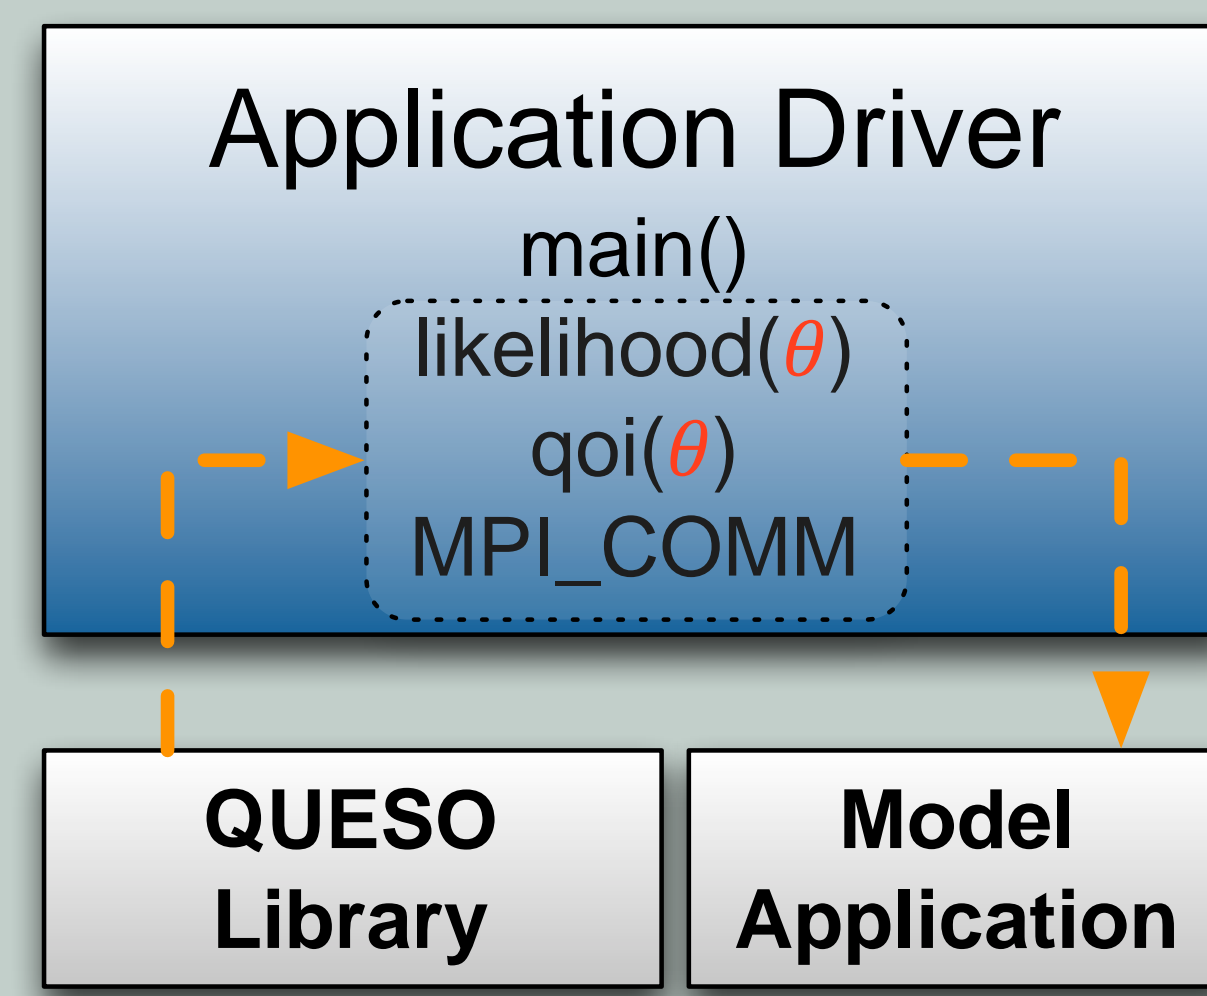 Application Driver
main()
likelihood(θ)
qoi(θ)
MPI_COMM
QUESO
Library
Model
Application